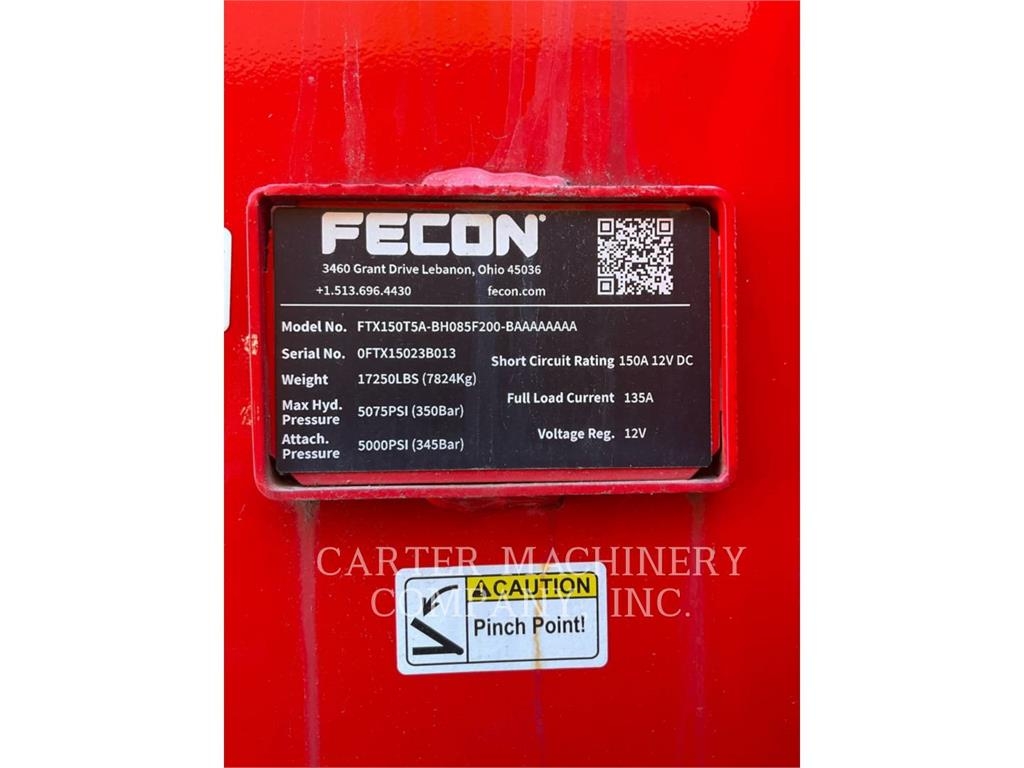 FECON®
3460 Grant Drive Lebanon, Ohio 45036
+1.513.696.4430 fecon.com
Model No. FTX150T5A-BH085F200-BAAAAAAAA
Serial No. 0FTX15023B013
Short Circuit Rating 150A 12V DC
Weight 17250LBS (7824Kg)
Full Load Current 135A
Max Hyd.
Pressure 5075PSI (350Bar)
Voltage Reg. 12V
Attach.
Pressure 5000PSI (345Bar)
CARTER MACHINERY
COMPANY, INC.
CAUTION
Pinch Point!